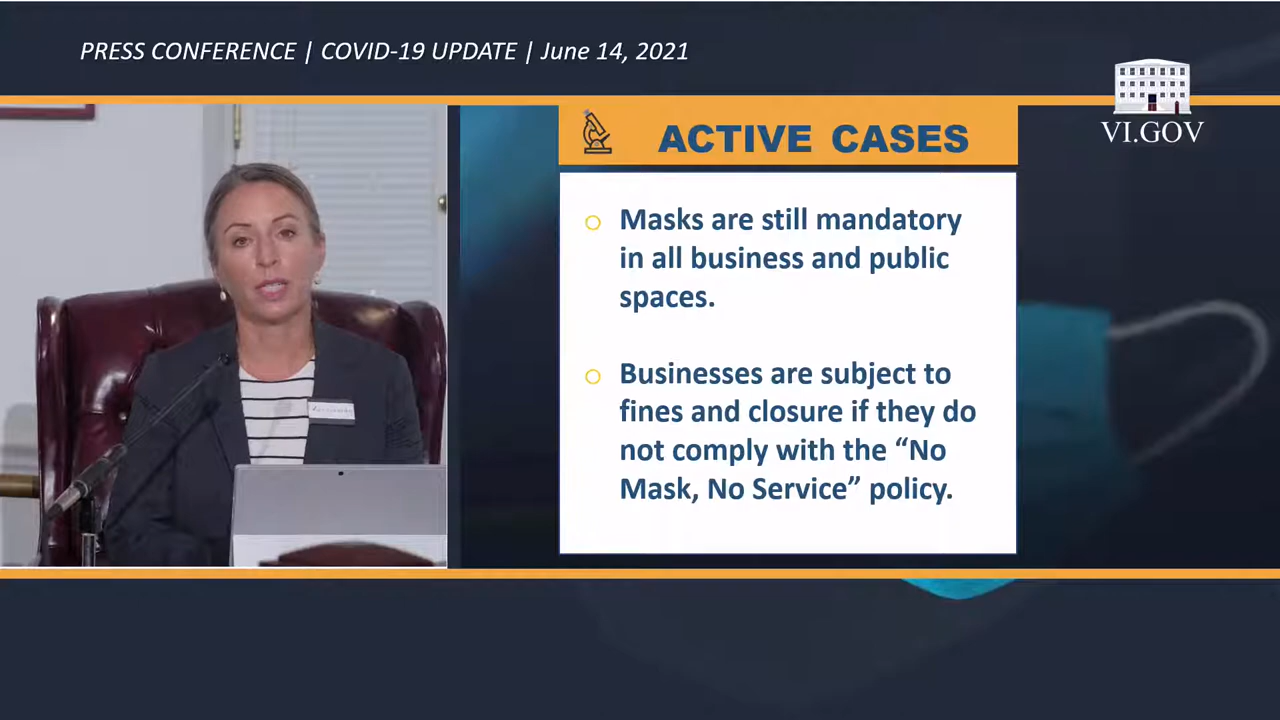 PRESS CONFERENCE | COVID-19 UPDATE | June 14, 2021
VI.GOV
ACTIVE CASES
Masks are still mandatory
in all business and public
spaces.
Businesses are subject to
fines and closure if they do
not comply with the “No
Mask, No Service” policy.